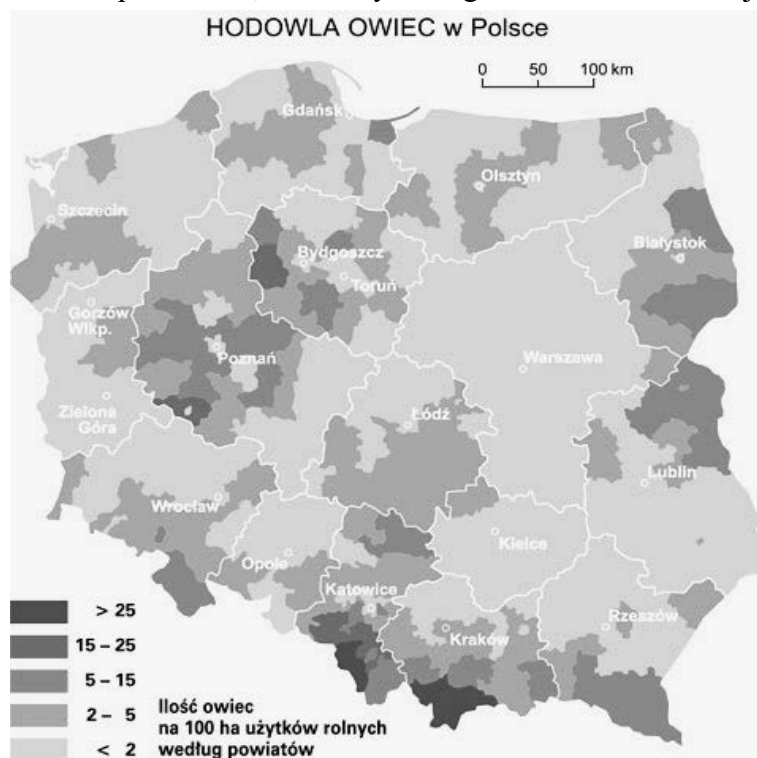 HODOWLA OWIEC w Polsce
0 50 100 km
Gdańsk
Olsztyn
Szczecin
Białystok
Bydgoszcz
Toruń
Gorzów
Wlkp.
Poznań
Warszawa
Zielona
Góra
Łódź
Lublin
Wrocław
Kielce
Opole
Katowice
Kraków
Rzeszów
> 25
15 – 25
5 – 15
2 – 5
< 2
Ilość owiec
na 100 ha użytków rolnych
według powiatów